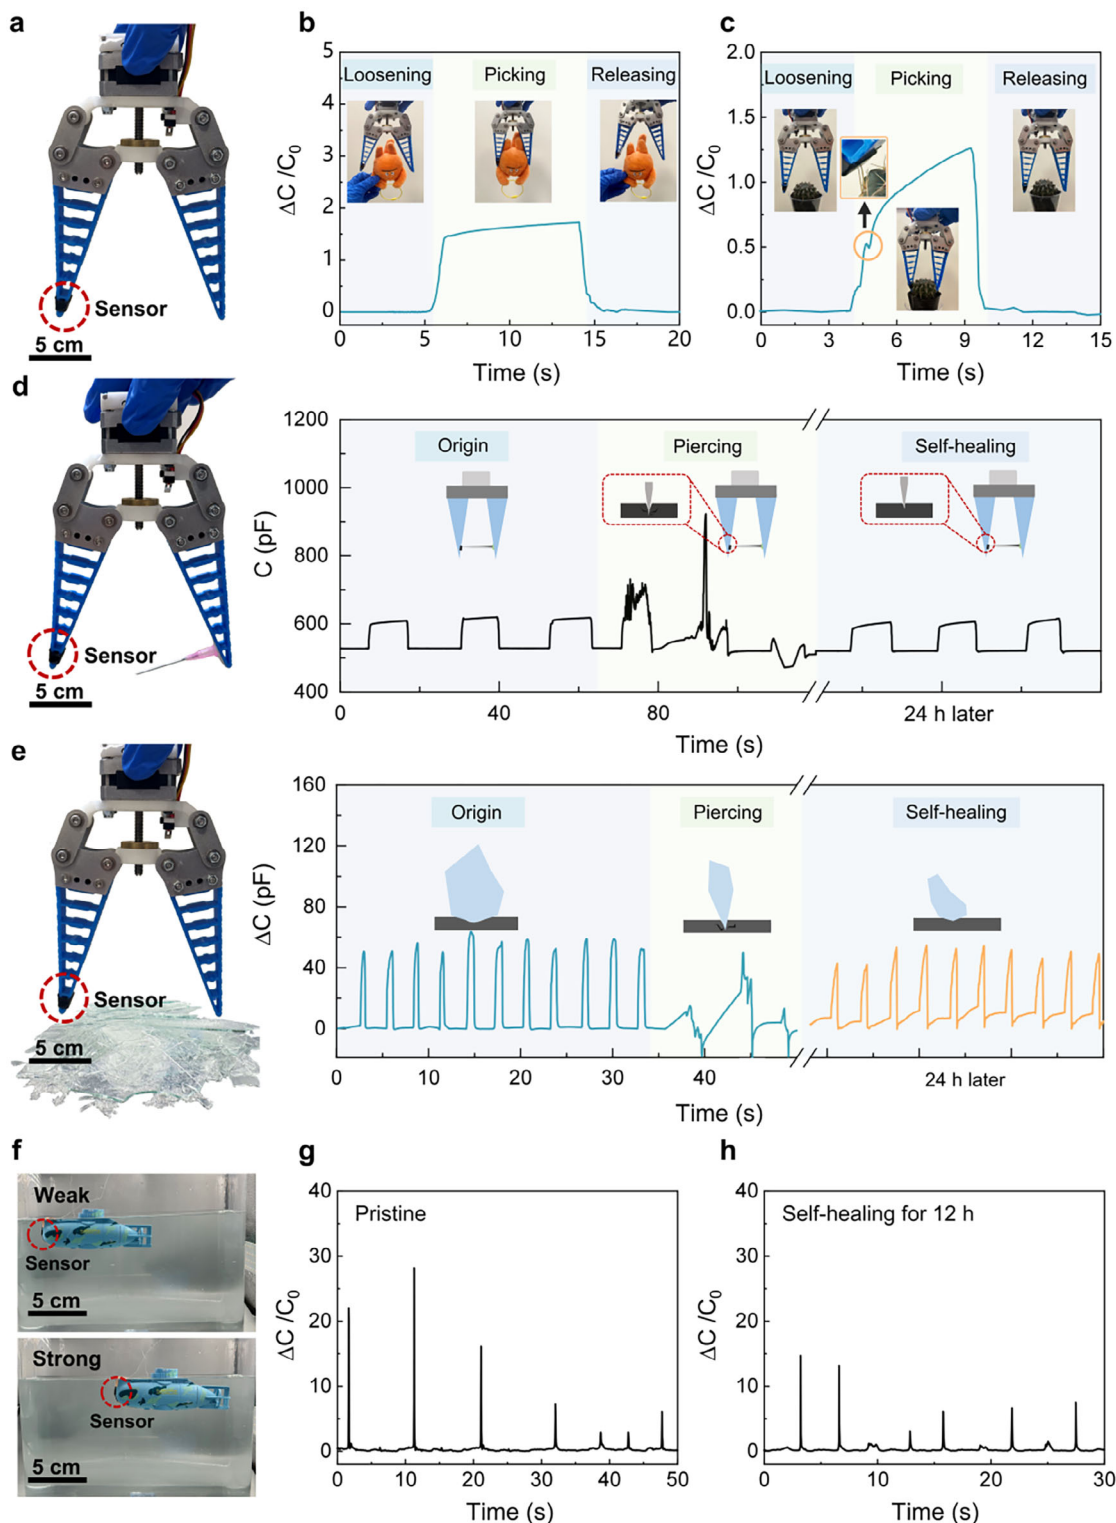 a
Sensor
5 cm
b
5
4
3
2
1
0
ΔC /C0
Loosening
Picking
Releasing
0
5
10
15
20
Time (s)
c
2.0
1.5
1.0
0.5
0.0
ΔC /C0
Loosening
Picking
Releasing
0
3
6
9
12
15
Time (s)
d
Sensor
5 cm
1200
1000
800
600
400
C (pF)
Origin
Piercing
Self-healing
0
40
80
24 h later
Time (s)
e
Sensor
5 cm
160
120
80
40
0
ΔC (pF)
Origin
Piercing
Self-healing
0
10
20
30
40
24 h later
Time (s)
f
Weak
Sensor
5 cm
Strong
Sensor
5 cm
g
40
30
20
10
0
ΔC /C0
Pristine
0
10
20
30
40
50
Time (s)
h
40
30
20
10
0
ΔC /C0
Self-healing for 12 h
0
10
20
30
Time (s)